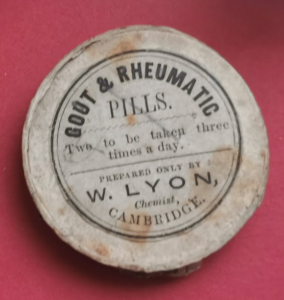 GOUT & RHEUMATIC
PILLS.
Two to be taken three
times a day.
PREPARED ONLY BY
W. LYON,
Chemist,
CAMBRIDGE.